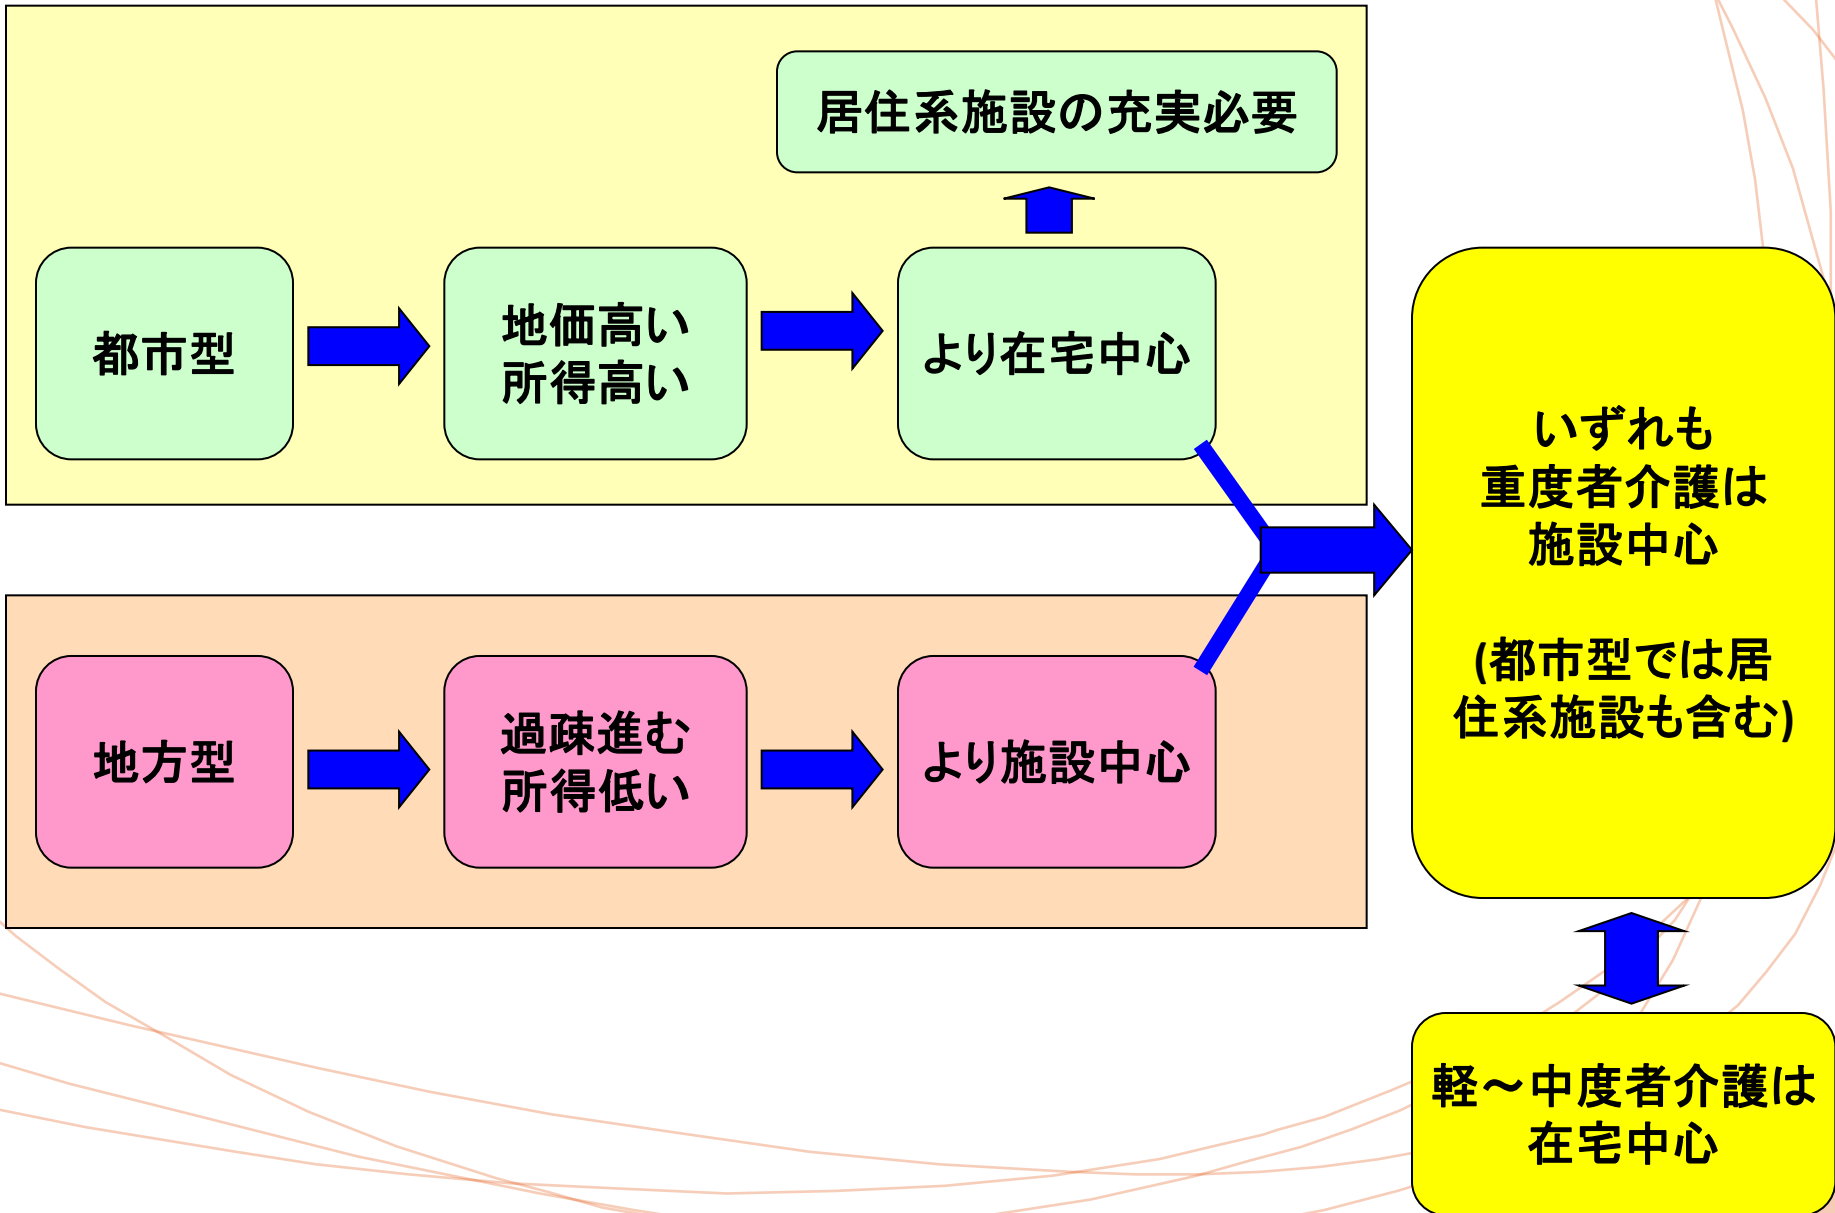 居住系施設の充実必要
都市型
地価高い
所得高い
より在宅中心
地方型
過疎進む
所得低い
より施設中心
いずれも
重度者介護は
施設中心
(都市型では居
住系施設も含む)
軽～中度者介護は
在宅中心